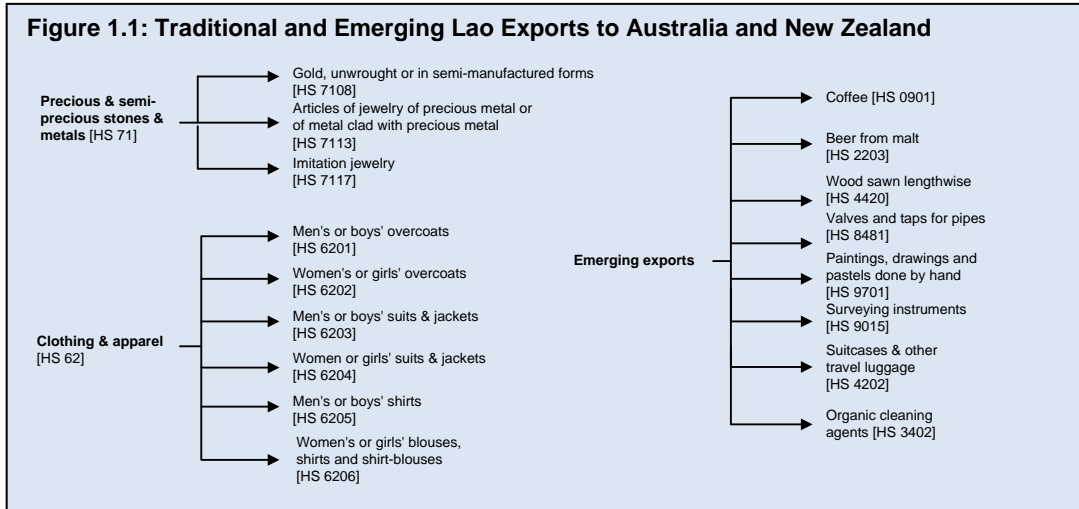 Figure 1.1: Traditional and Emerging Lao Exports to Australia and New Zealand
Precious & semi-
precious stones &
metals [HS 71]
Gold, unwrought or in semi-manufactured forms
[HS 7108]
Articles of jewelry of precious metal or
of metal clad with precious metal
[HS 7113]
Imitation jewelry
[HS 7117]
Clothing & apparel
[HS 62]
Men's or boys' overcoats
[HS 6201]
Women's or girls' overcoats
[HS 6202]
Men's or boys' suits & jackets
[HS 6203]
Women or girls' suits & jackets
[HS 6204]
Men's or boys' shirts
[HS 6205]
Women's or girls' blouses,
shirts and shirt-blouses
[HS 6206]
Emerging exports
Coffee [HS 0901]
Beer from malt
[HS 2203]
Wood sawn lengthwise
[HS 4420]
Valves and taps for pipes
[HS 8481]
Paintings, drawings and
pastels done by hand
[HS 9701]
Surveying instruments
[HS 9015]
Suitcases & other
travel luggage
[HS 4202]
Organic cleaning
agents [HS 3402]